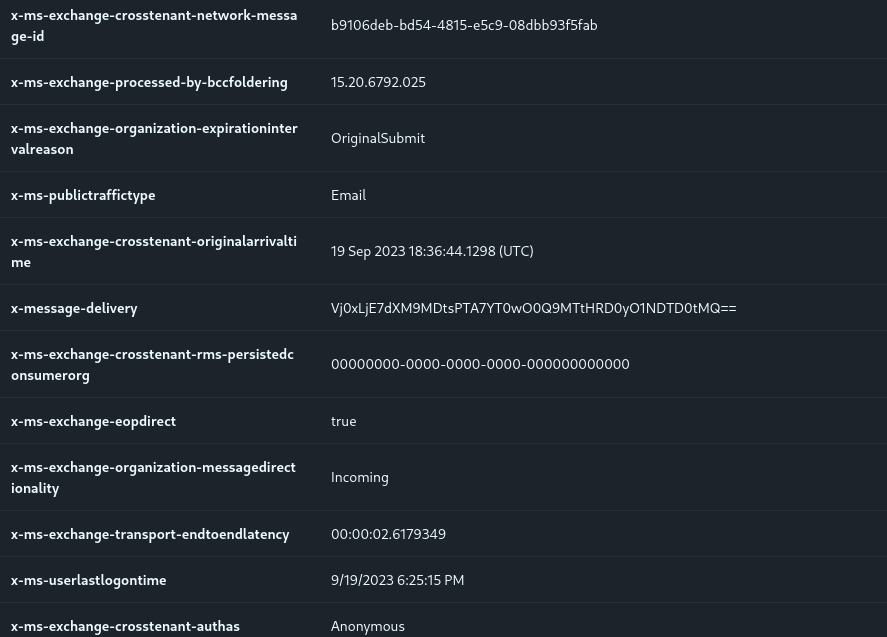 x-ms-exchange-crosstenant-network-messa
ge-id
b9106deb-bd54-4815-e5c9-08dbb93f5fab
x-ms-exchange-processed-by-bccfoldering
15.20.6792.025
x-ms-exchange-organization-expirationinter
valreason
OriginalSubmit
x-ms-publictraffictype
Email
x-ms-exchange-crosstenant-originalarrivalti
me
19 Sep 2023 18:36:44.1298 (UTC)
x-message-delivery
Vj0xLjE7dXM9MDtsPTA7YT0wO0Q9MTtHRD0yO1NDTD0tMQ==
x-ms-exchange-crosstenant-rms-persistedc
onsumerorg
00000000-0000-0000-0000-000000000000
x-ms-exchange-eopdirect
true
x-ms-exchange-organization-messagedirect
ionality
Incoming
x-ms-exchange-transport-endtoendlatency
00:00:02.6179349
x-ms-userlastlogontime
9/19/2023 6:25:15 PM
x-ms-exchange-crosstenant-authas
Anonymous